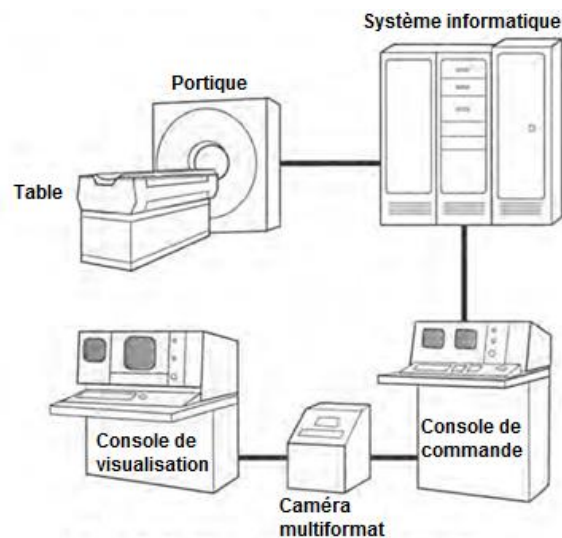 Système informatique
Portique
Table
Console de
visualisation
Console de
commande
Caméra
multiformat